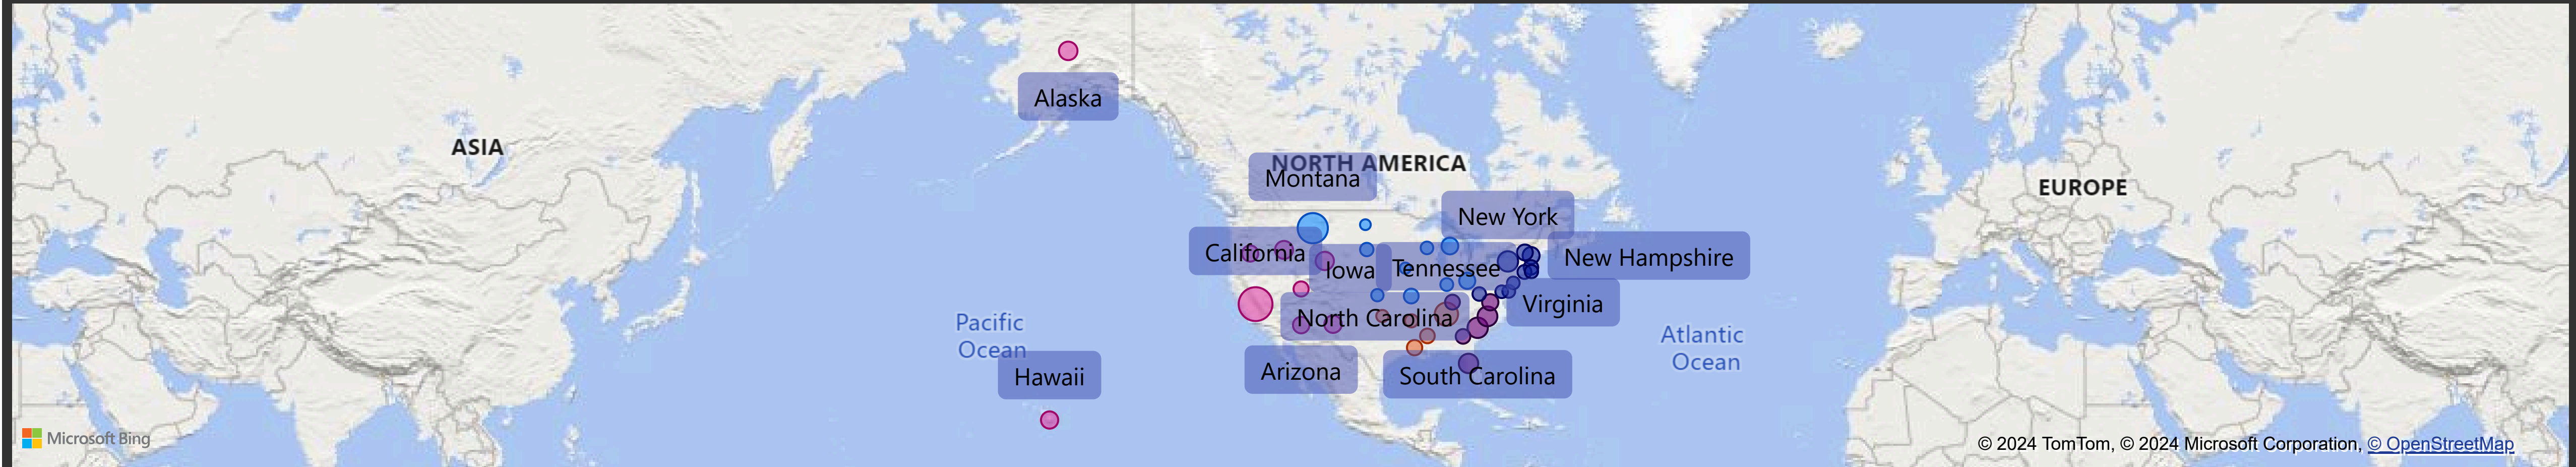 Alaska
ASIA
NORTH AMERICA
Montana
EUROPE
New York
California
New Hampshire
Iowa
Tennessee
Virginia
North Carolina
Pacific
Ocean
Atlantic
Ocean
Hawaii
Arizona
South Carolina
Microsoft Bing
© 2024 TomTom, © 2024 Microsoft Corporation, © OpenStreetMap